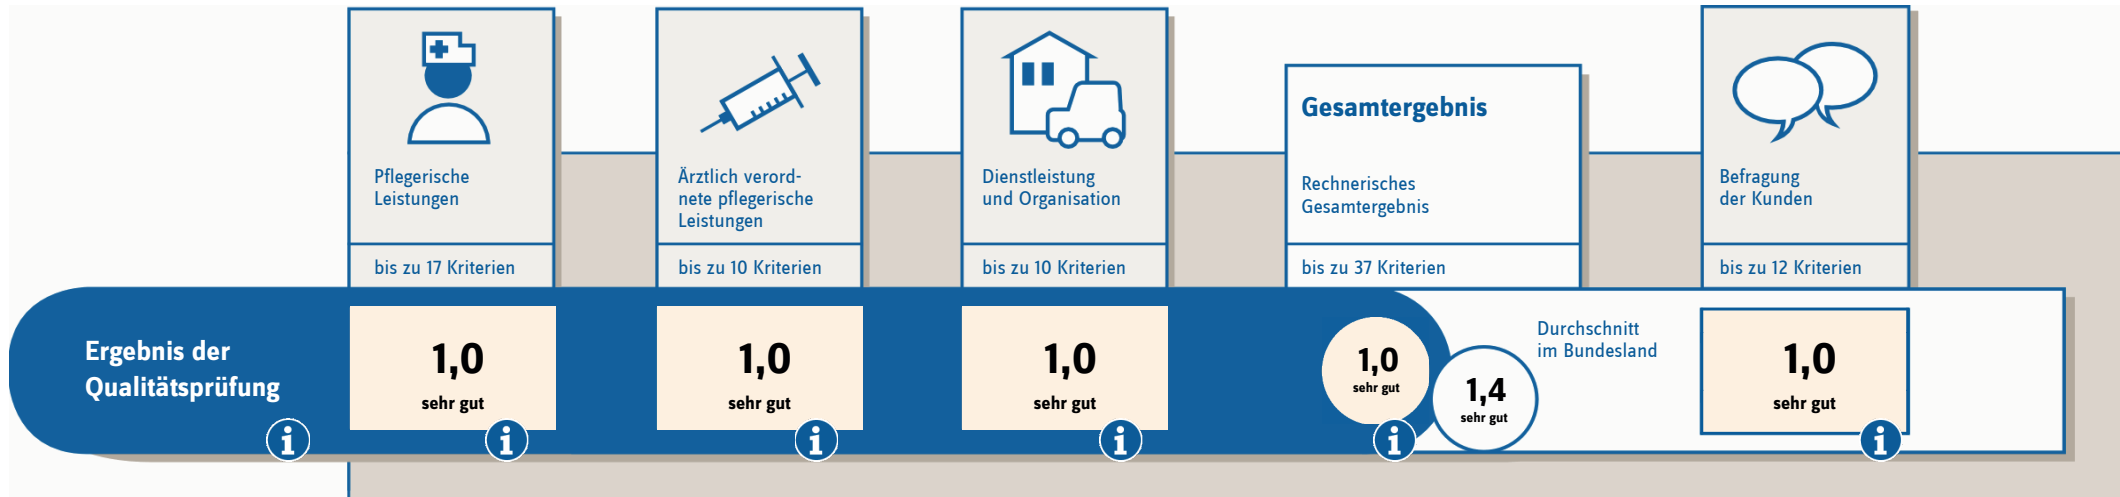 Pflegerische
Leistungen
bis zu 17 Kriterien
Ärztlich verord-
nete pflegerische
Leistungen
bis zu 10 Kriterien
Dienstleistung
und Organisation
bis zu 10 Kriterien
Gesamtergebnis
Rechnerisches
Gesamtergebnis
bis zu 37 Kriterien
Befragung
der Kunden
bis zu 12 Kriterien
Ergebnis der
Qualitätsprüfung
i
1,0
sehr gut
i
1,0
sehr gut
i
1,0
sehr gut
i
1,0
sehr gut
i
1,4
sehr gut
Durchschnitt
im Bundesland
1,0
sehr gut
i